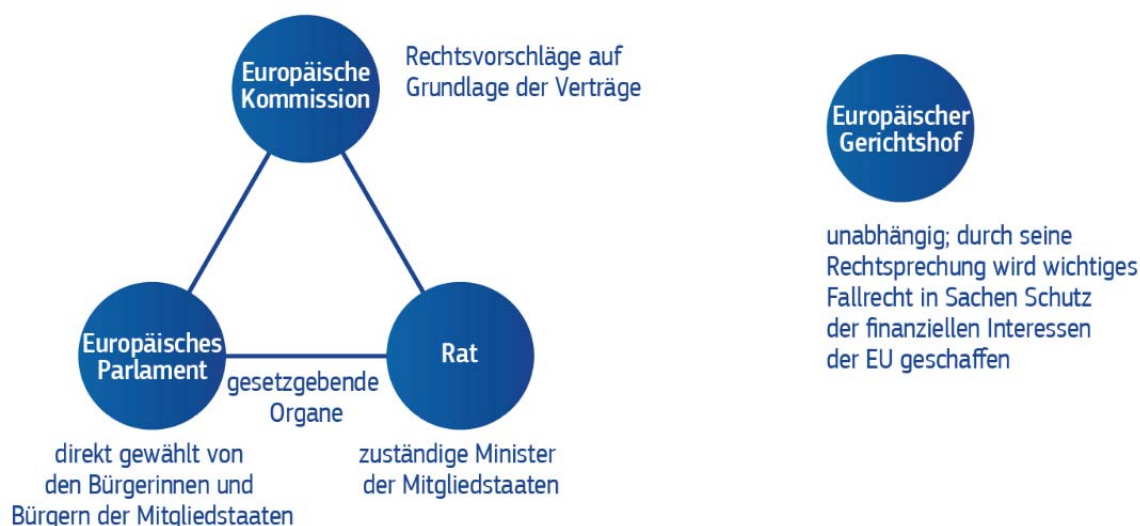 Europäische
Kommission
Rechtsvorschläge auf
Grundlage der Verträge
Europäisches
Parlament
gesetzgebende
Organe
Rat
direkt gewählt von
den Bürgerinnen und
Bürgern der Mitgliedstaaten
zuständige Minister
der Mitgliedstaaten
Europäischer
Gerichtshof
unabhängig; durch seine
Rechtsprechung wird wichtiges
Fallrecht in Sachen Schutz
der finanziellen Interessen
der EU geschaffen